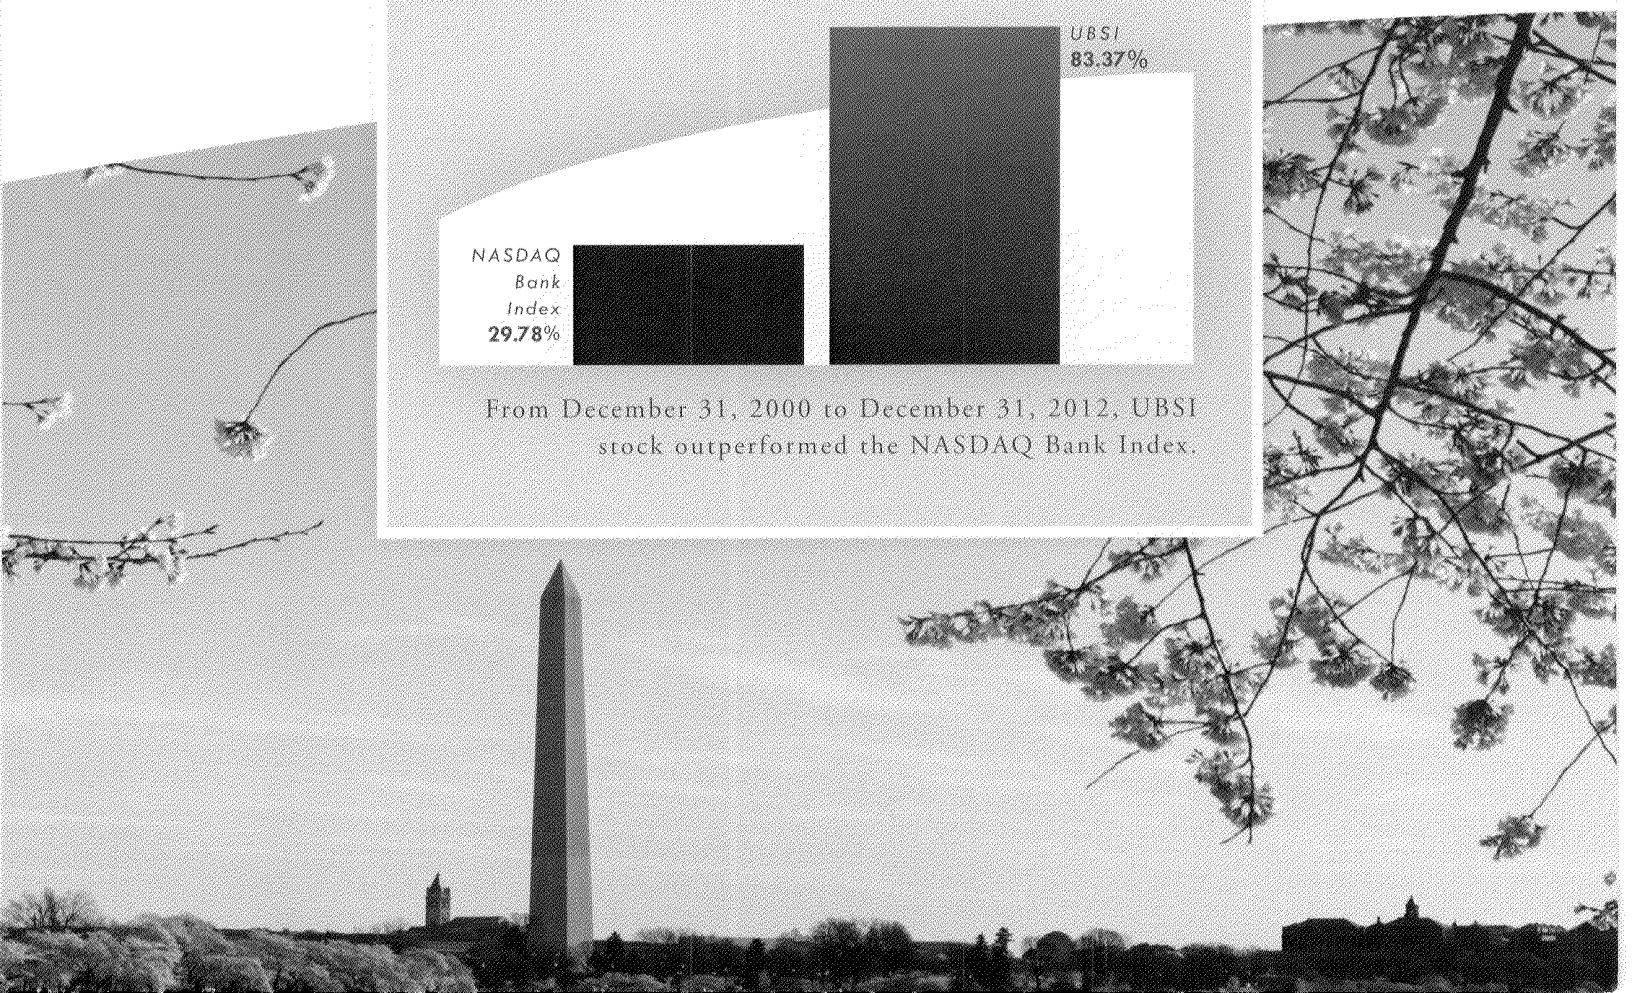 UBSI
83.37%
NASDAQ
Bank
Index
29.78%
From December 31, 2000 to December 31, 2012, UBSI
stock outperformed the NASDAQ Bank Index.